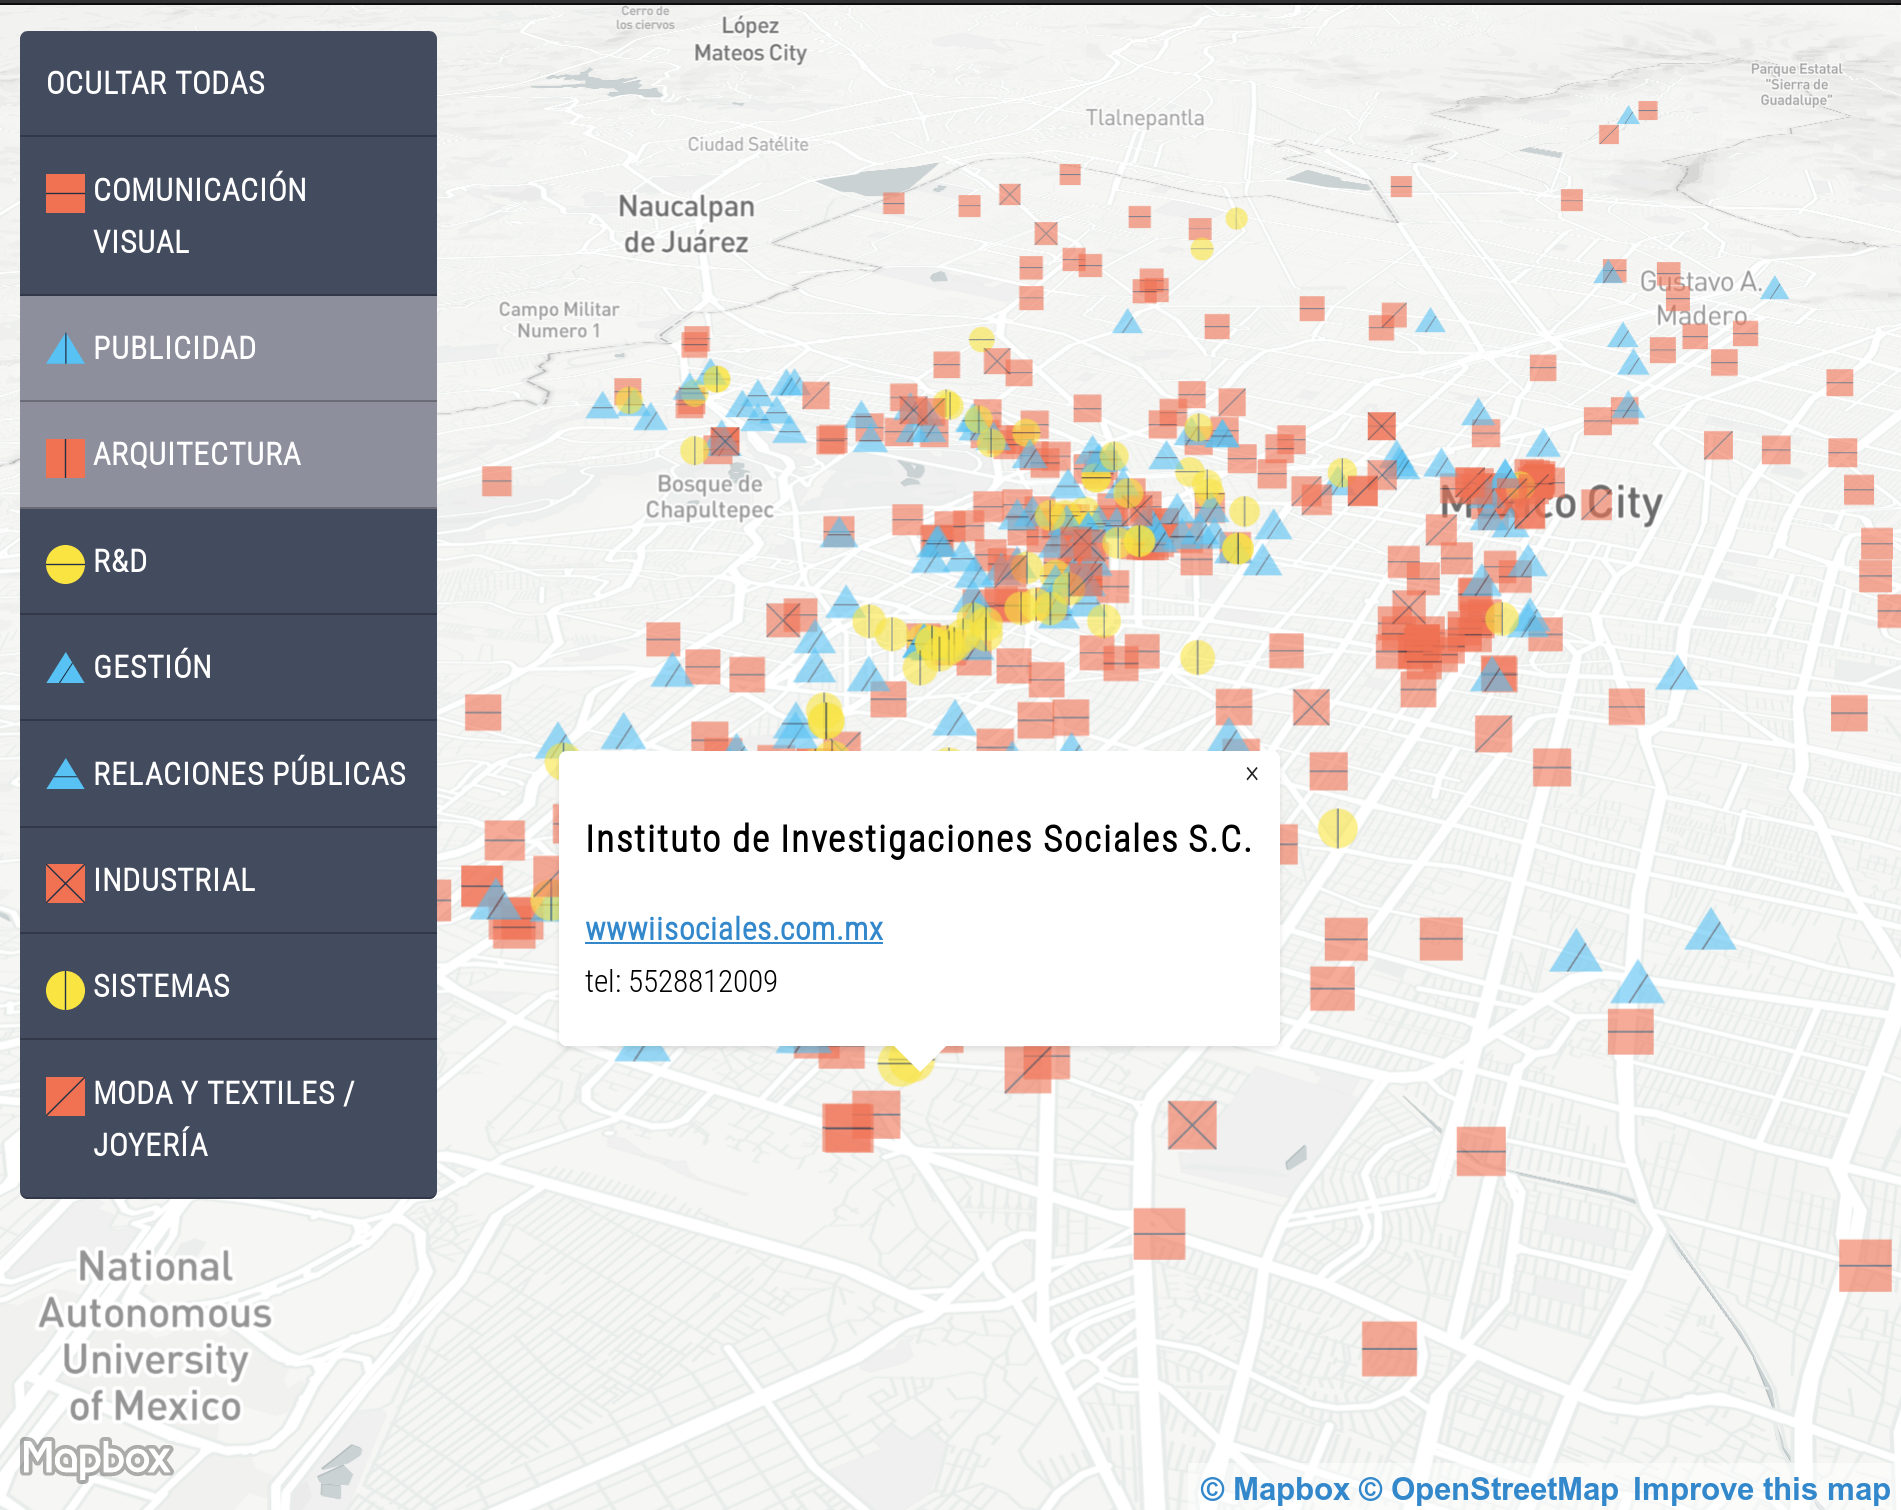 OCULTAR TODAS
COMUNICACIÓN
VISUAL
PUBLICIDAD
ARQUITECTURA
R&D
GESTIÓN
RELACIONES PÚBLICAS
INDUSTRIAL
SISTEMAS
MODA Y TEXTILES /
JOYERÍA
Cerro de
los ciervos
López
Mateos City
Parque Estatal
"Sierra de
Guadalupe"
Tlalnepantla
Ciudad Satélite
Naucalpan
de Juárez
Gustavo A.
Madero
Campo Militar
Numero 1
Bosque de
Chapultepec
Mexico City
x
Instituto de Investigaciones Sociales S.C.
wwwiisociales.com.mx
tel: 5528812009
National
Autonomous
University
of Mexico
Mapbox
© Mapbox © OpenStreetMap Improve this map